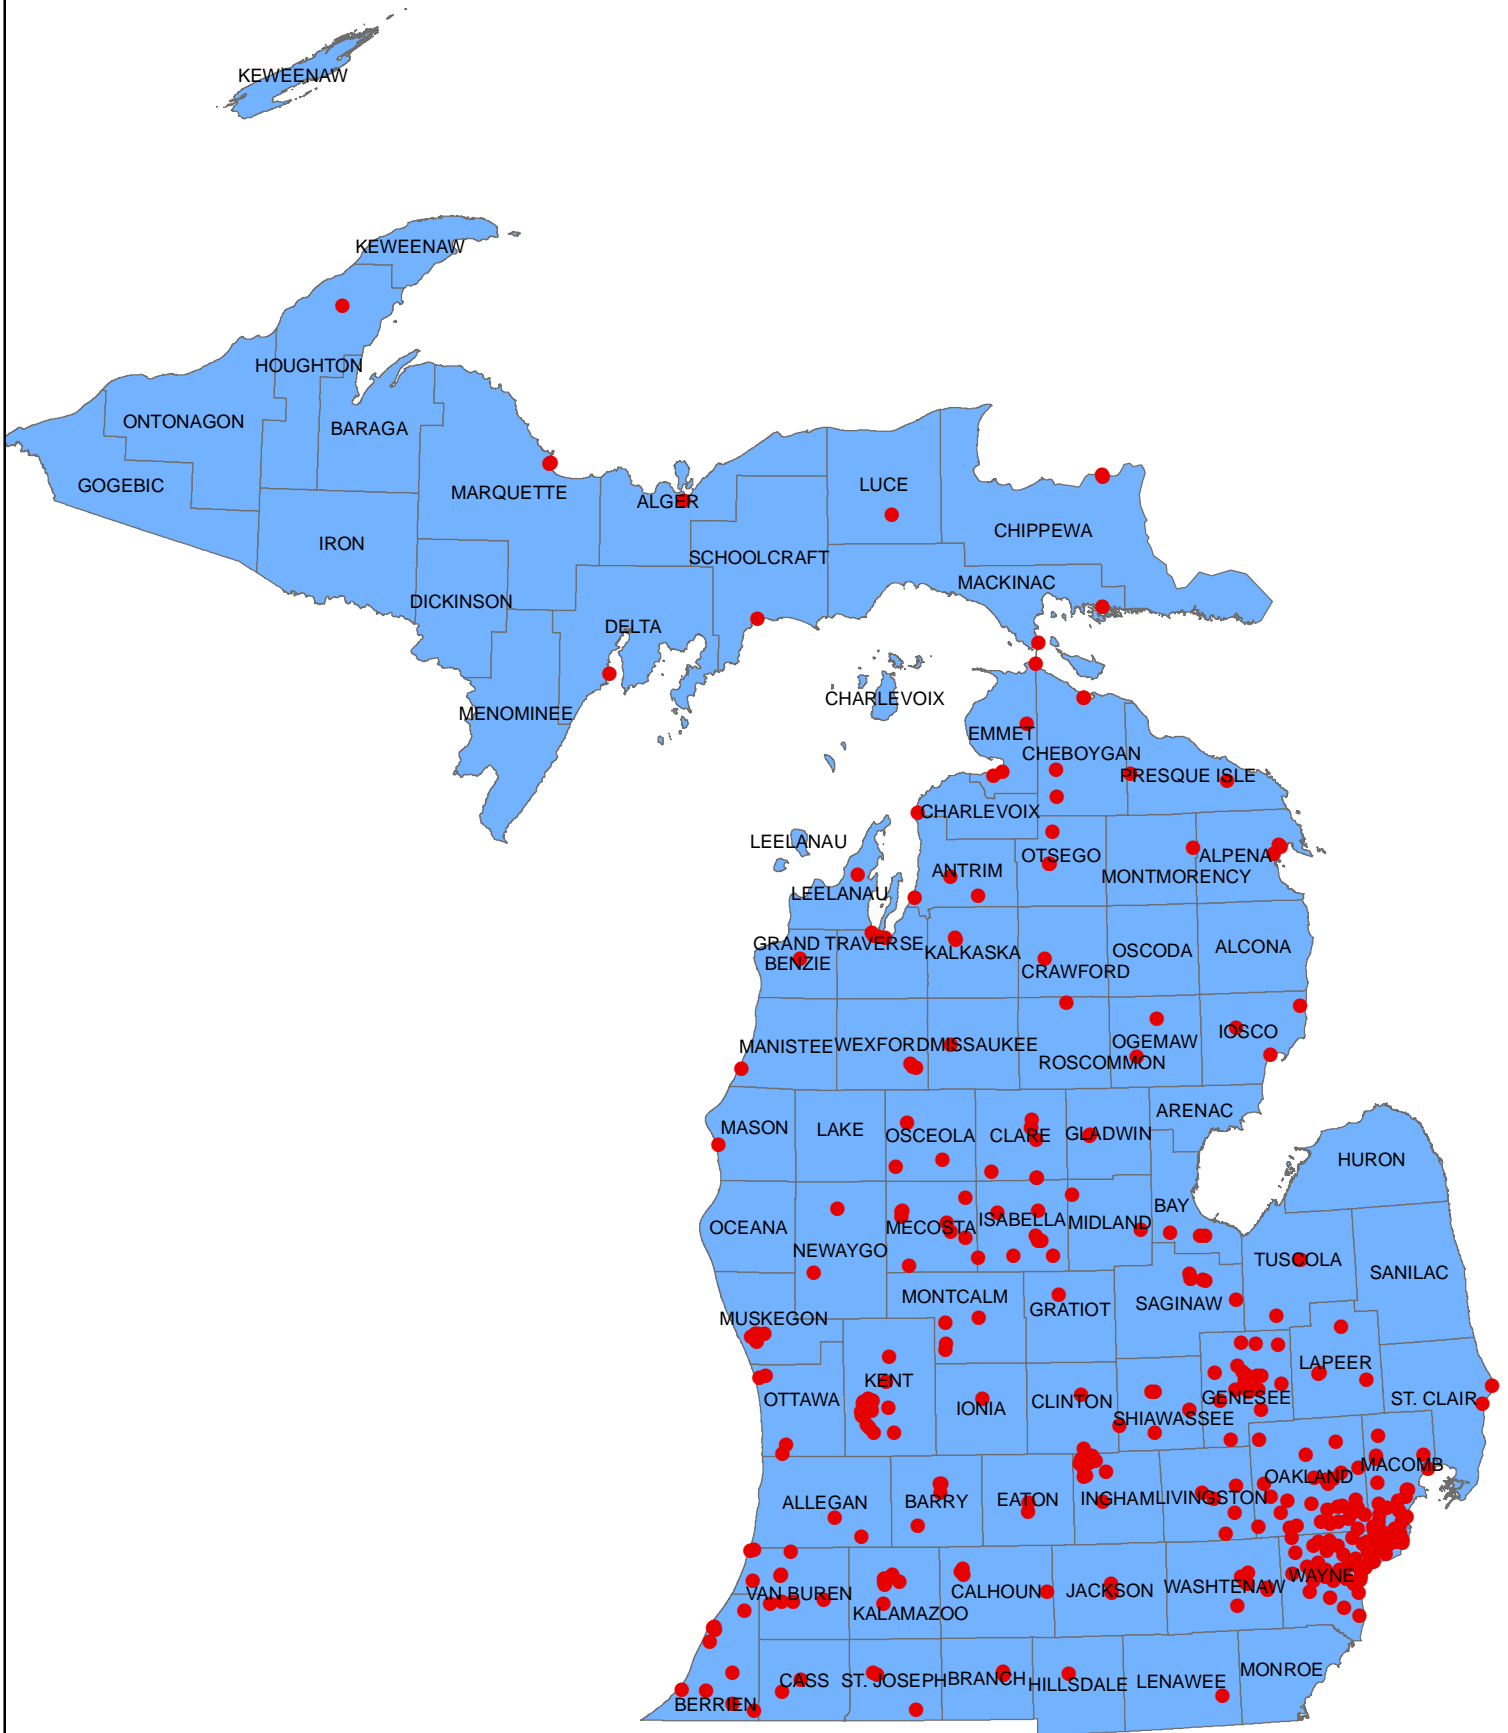 KEWEENAW
KEWEENAW
HOUGHTON
ONTONAGON
BARAGA
GOGEBIC
MARQUETTE
ALGER
LUCE
CHIPPEWA
IRON
SCHOOLCRAFT
MACKINAC
DICKINSON
DELTA
CHARLEVOIX
MENOMINEE
EMMET
CHEBOYGAN
PRESQUE ISLE
CHARLEVOIX
LEELANAU
OTSEGO
ALPENA
ANTRIM
MONTMORENCY
LEELANAU
GRAND TRAVERSE
KALKASKA
OSCODA
ALCONA
BENZIE
CRAWFORD
IOSCO
MANISTEE
WEXFORD
MISSAUKEE
OGEMAW
ROSCOMMON
ARENAC
MASON
LAKE
OSCEOLA
CLARE
GLADWIN
HURON
BAY
OCEANA
MECOSTA
ISABELLA
MIDLAND
NEWAYGO
TUSCOLA
SANILAC
MONTCALM
GRATIOT
SAGINAW
MUSKEGON
LAPEER
KENT
OTTAWA
IONIA
CLINTON
GENESEE
ST. CLAIR
SHIAWASSEE
MACOMB
OAKLAND
ALLEGAN
BARRY
EATON
INGHAM
LIVINGSTON
WAYNE
VAN BUREN
CALHOUN
JACKSON
WASHTENAW
KALAMAZOO
MONROE
CASS
ST. JOSEPH
BRANCH
HILLSDALE
LENAWEE
BERRIEN